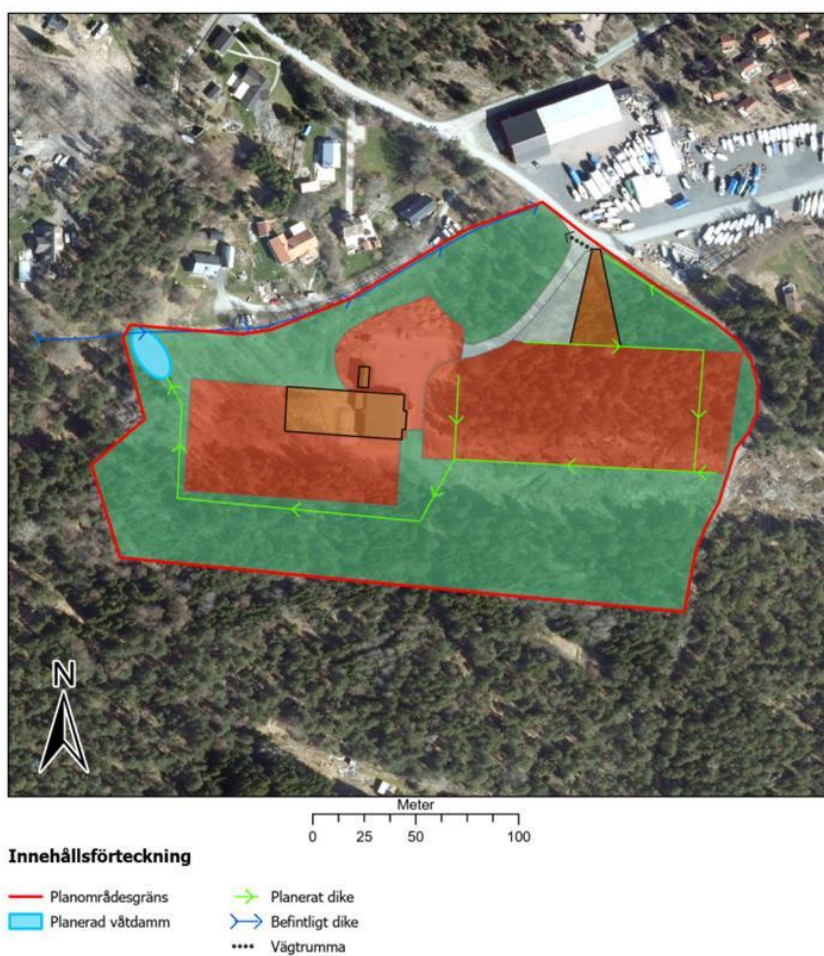 N
Meter
0 25 50 100
Innehållsförteckning
Planområdesgräns
Planerat dike
Planerad våtdamm
Befintligt dike
Vägtrumma